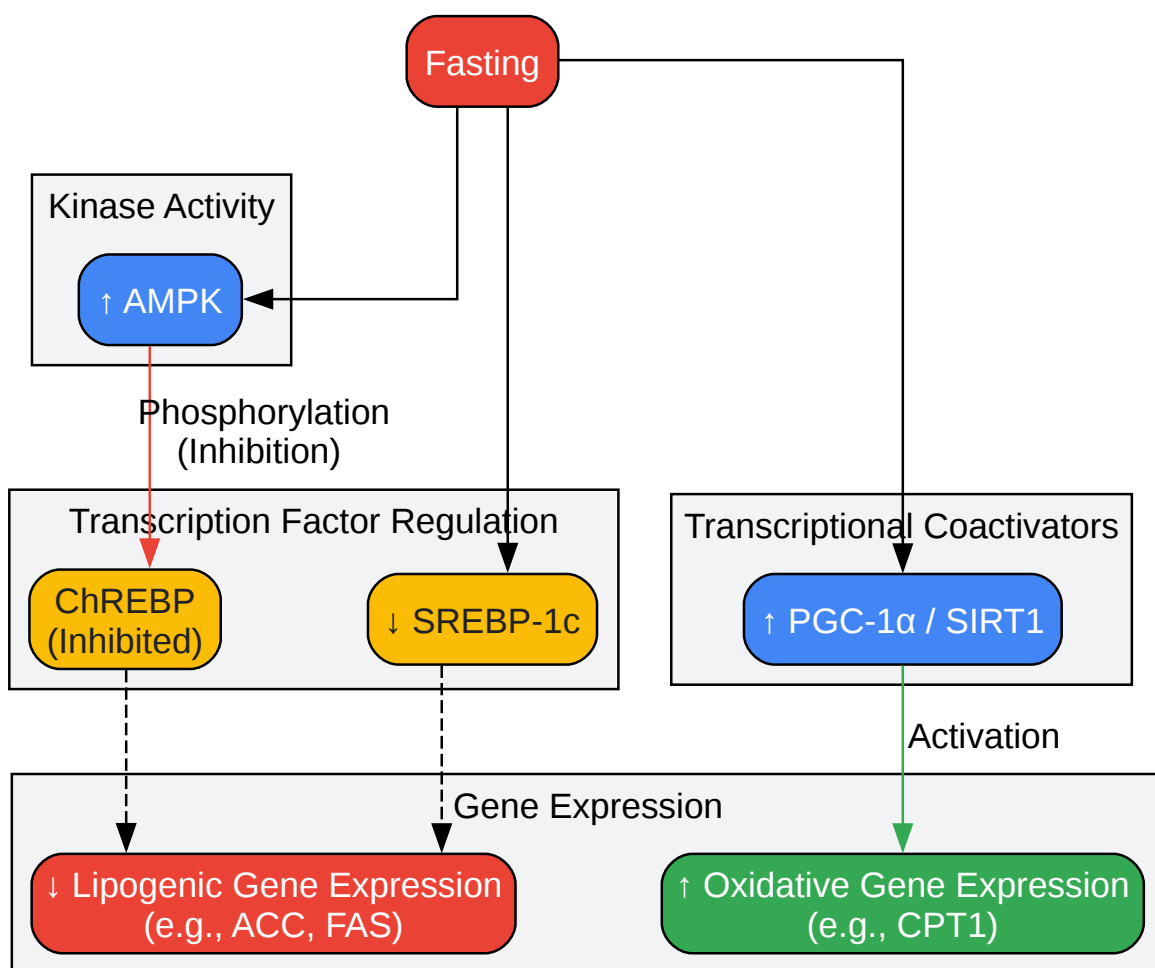 Fasting
Kinase Activity
↑ AMPK
Phosphorylation
(Inhibition)
Transcription Factor Regulation
ChREBP
(Inhibited)
↓ SREBP-1c
Transcriptional Coactivators
↑ PGC-1α / SIRT1
Activation
Gene Expression
↓ Lipogenic Gene Expression
(e.g., ACC, FAS)
↑ Oxidative Gene Expression
(e.g., CPT1)